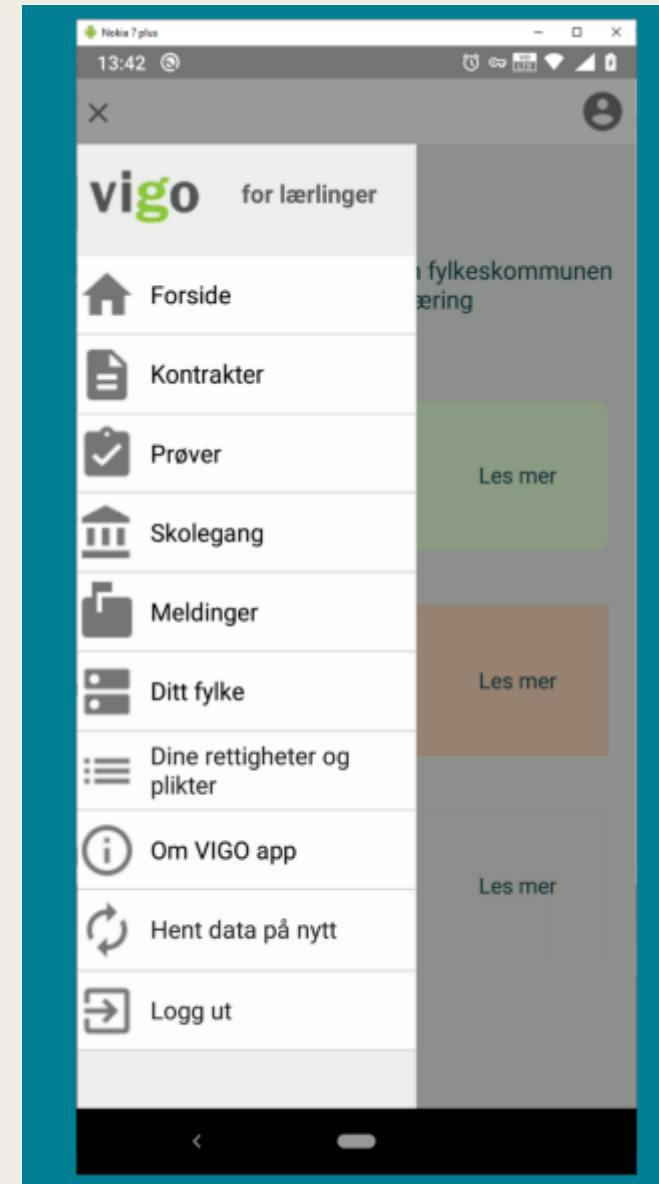 Nokia 7 plus
13:42
vigo for lærlinger
fylkeskommunen
æring
Forside
Kontrakter
Prøver
Les mer
Skolegang
Meldinger
Ditt fylke
Les mer
Dine rettigheter og
plikter
Om VIGO app
Les mer
Hent data på nytt
Logg ut